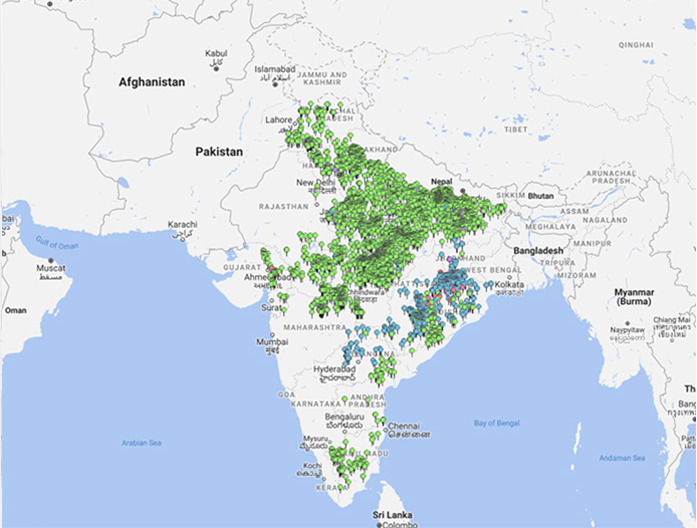 QINGHAI
Kabul
کابل
Islamabad
اسلام آباد
JAMMU AND
KASHMIR
Afghanistan
Lahore
TIBET
Pakistan
New Delhi
Nepal
SIKKIM
Bhutan
ARUNACHAL
PRADESH
ASSAM
NAGALAND
RAJASTHAN
MEGHALAYA
MANIPUR
Karachi
کراچی
Bangladesh
TRIPURA
MIZORAM
Gulf of Oman
Muscat
مسقط
GUJARAT
WEST BENGAL
Kolkata
Myanmar
(Burma)
Oman
Surat
Naypyitaw
Chiang Mai
MAHARASHTRA
Mumbai
मुंबई
Hyderabad
GOA
KARNATAKA
ANDHRA
PRADESH
Bengaluru
ಬೆಂಗಳೂರು
Chennai
சென்னை
Bay of Bengal
Arabian Sea
Mysuru
ಮೈಸೂರು
Andaman Sea
Kochi
കൊച്ചി
KERALA
Sri Lanka
Colombo